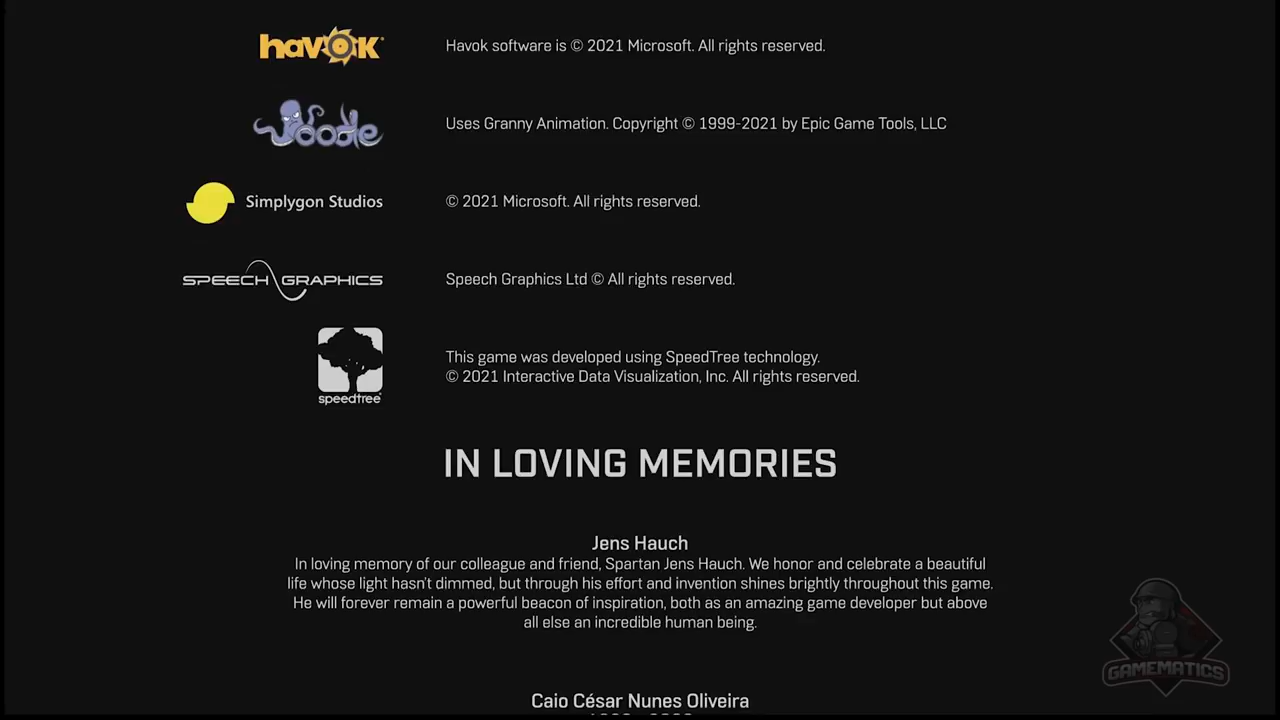 havok
Havok software is © 2021 Microsoft. All rights reserved.
oodle
Uses Granny Animation. Copyright © 1999-2021 by Epic Game Tools, LLC
Simplygon Studios
© 2021 Microsoft. All rights reserved.
SPEECH GRAPHICS
Speech Graphics Ltd © All rights reserved.
This game was developed using SpeedTree technology.
© 2021 Interactive Data Visualization, Inc. All rights reserved.
speedtree
IN LOVING MEMORIES
Jens Hauch
In loving memory of our colleague and friend, Spartan Jens Hauch. We honor and celebrate a beautiful
life whose light hasn't dimmed, but through his effort and invention shines brightly throughout this game.
He will forever remain a powerful beacon of inspiration, both as an amazing game developer but above
all else an incredible human being.
GAMEMATICS
Caio César Nunes Oliveira